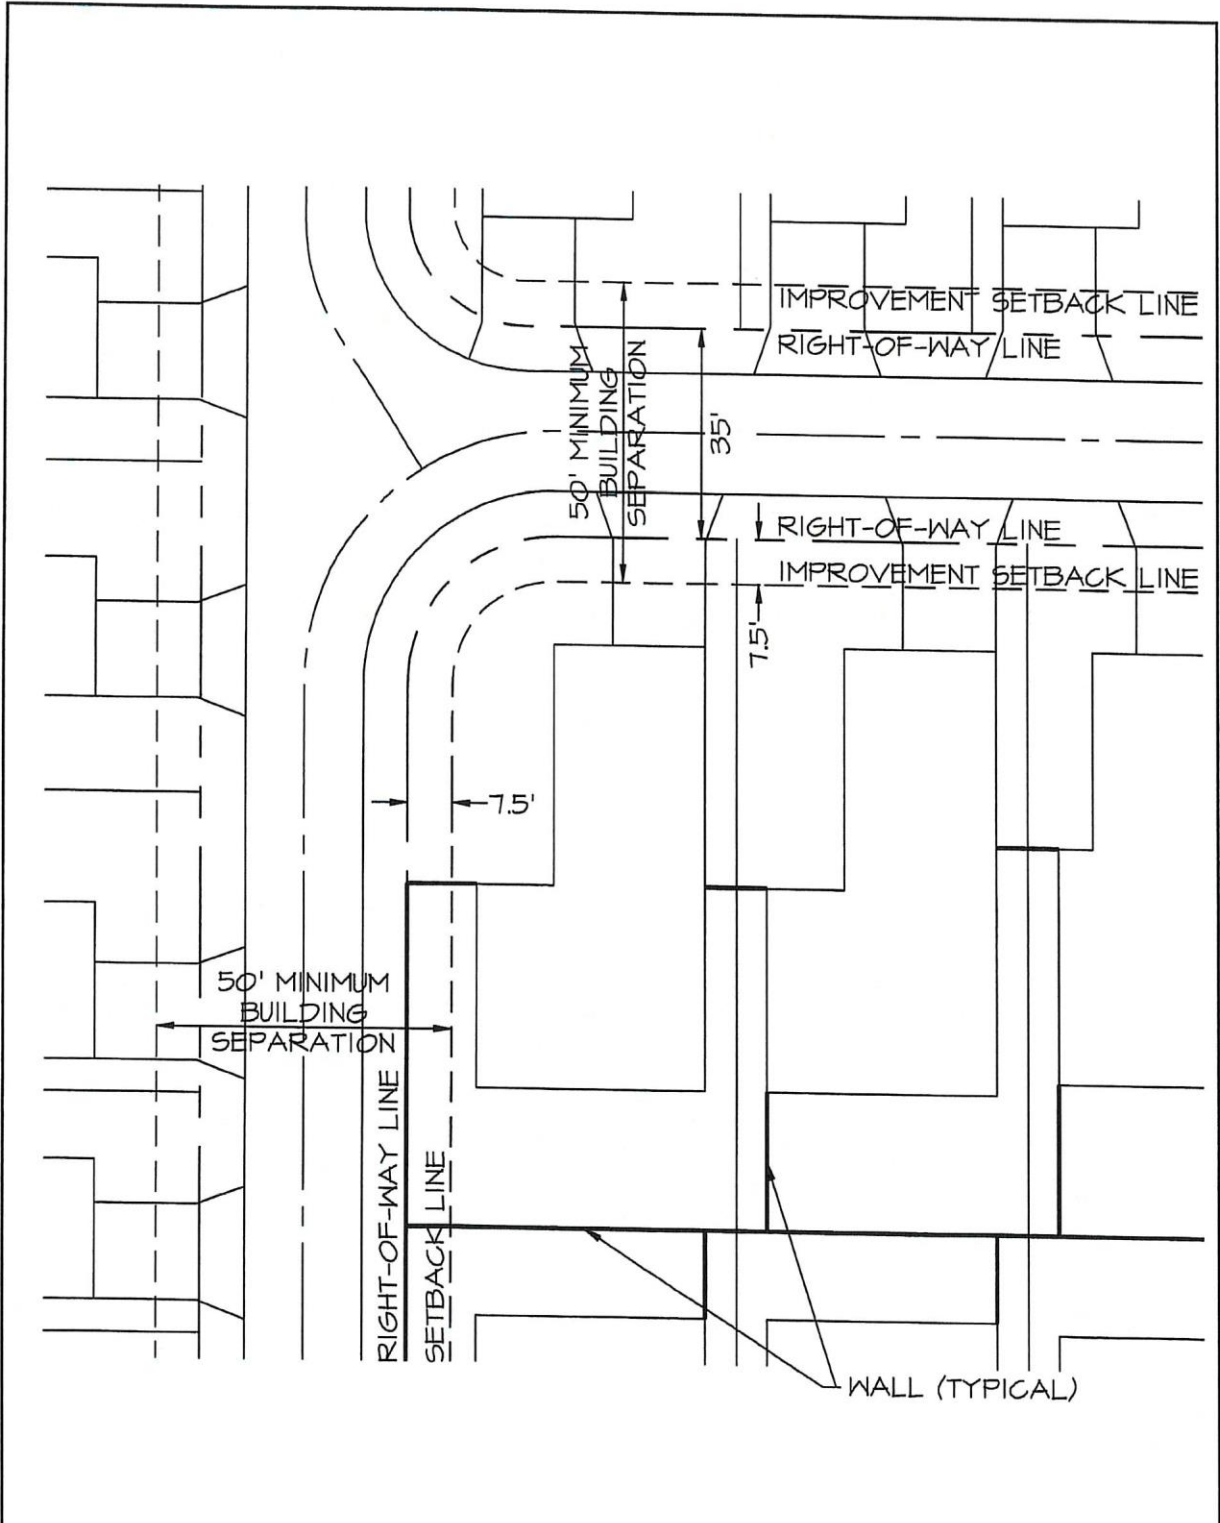 IMPROVEMENT SETBACK LINE
RIGHT-OF-WAY LINE
50' MINIMUM
BUILDING
SEPARATION
35'
RIGHT-OF-WAY LINE
IMPROVEMENT SETBACK LINE
7.5'
7.5'
50' MINIMUM
BUILDING
SEPARATION
RIGHT-OF-WAY LINE
SETBACK LINE
WALL (TYPICAL)